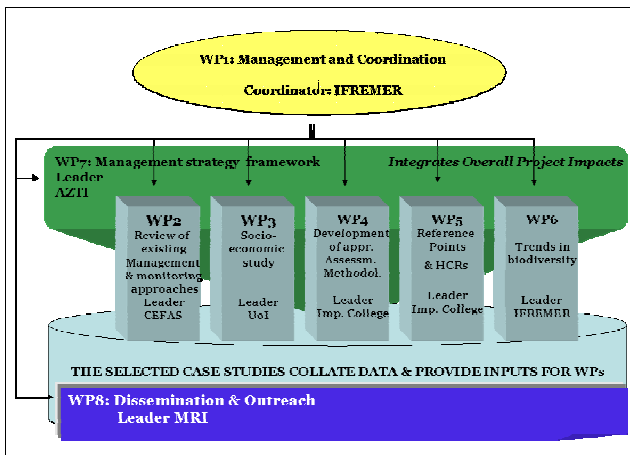 WP1: Management and Coordination
Coordinator: IFREMER
WP7: Management strategy framework
Integrates Overall Project Impacts
Leader
AZTI
WP2
Review of
existing
Management
& monitoring
approaches
Leader
CEFAS
WP3
Socio-
economic
study
Leader
UoI
WP4
Development
of appr.
Assessm.
Methodol.
Leader
Imp. College
WP5
Reference
Points
& HCRs
Leader
Imp. College
WP6
Trends in
biodiversity
Leader
IFREMER
THE SELECTED CASE STUDIES COLLATE DATA & PROVIDE INPUTS FOR WPs
WP8: Dissemination & Outreach
Leader MRI